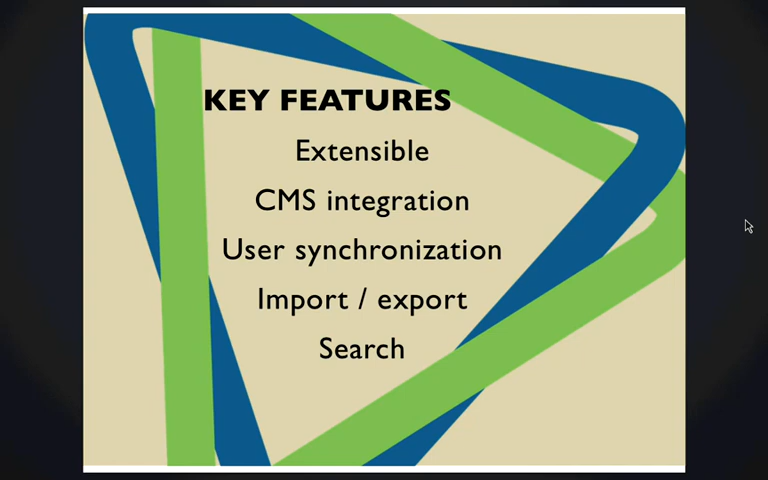 KEY FEATURES
Extensible
CMS integration
User synchronization
Import / export
Search